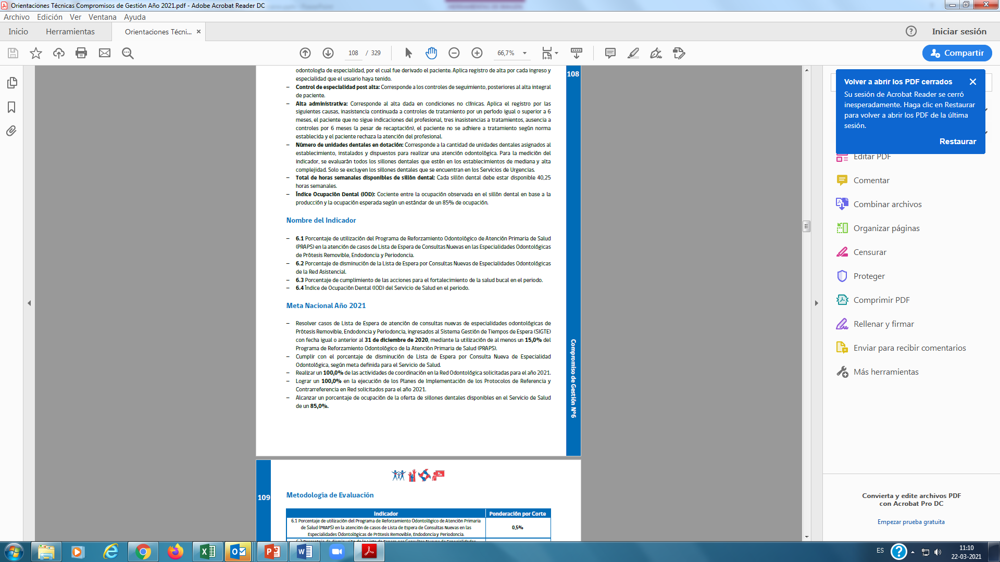 Orientaciones Técnicas Compromisos de Gestión Año 2021.pdf - Adobe Acrobat Reader DC
Archivo Edición Ver Ventana Ayuda
Inicio Herramientas Orientaciones Técni... Iniciar sesión
108 / 329 66,7% Compartir
odontología de especialidad, por el cual fue derivado el paciente. Aplica registro de alta por cada ingreso y
especialidad que el usuario haya tenido.
– Control de especialidad post alta: Corresponde a los controles de seguimiento, posteriores al alta integral
de paciente.
– Alta administrativa: Corresponde al alta dada en condiciones no clínicas. Aplica el registro por las
siguientes causas, inasistencia continuada a controles de tratamiento por un período igual o superior a 6
meses, el paciente que no sigue indicaciones del profesional, tres inasistencias a tratamientos, ausencia a
controles por 6 meses (a pesar de recaptación), el paciente no se adhiere a tratamiento según norma
establecida y el paciente rechaza la atención del profesional.
– Número de unidades dentales en dotación: Corresponde a la cantidad de unidades dentales asignados al
establecimiento, instalados y dispuestos para realizar una atención odontológica. Para la medición del
indicador, se evaluarán todos los sillones dentales que estén en los establecimientos de mediana y alta
complejidad. Solo se excluyen los sillones dentales que se encuentran en los Servicios de Urgencias.
– Total de horas semanales disponibles de sillón dental: Cada sillón dental debe estar disponible 40,25
horas semanales.
– Índice Ocupación Dental (IOD): Cociente entre la ocupación observada en el sillón dental en base a la
producción y la ocupación esperada según un estándar de un 85% de ocupación.
Nombre del Indicador
– 6.1 Porcentaje de utilización del Programa de Reforzamiento Odontológico de Atención Primaria de Salud
(PRAPS) en la atención de casos de Lista de Espera de Consultas Nuevas en las Especialidades Odontológicas
de Prótesis Removible, Endodoncia y Periodoncia.
– 6.2 Porcentaje de disminución de la Lista de Espera por Consultas Nuevas de Especialidades Odontológicas
de la Red Asistencial.
– 6.3 Porcentaje de cumplimiento de las acciones para el fortalecimiento de la salud bucal en el periodo.
– 6.4 Índice de Ocupación Dental (IOD) del Servicio de Salud en el periodo.
Meta Nacional Año 2021
– Resolver casos de Lista de Espera de atención de consultas nuevas de especialidades odontológicas de
Prótesis Removible, Endodoncia y Periodoncia, ingresados al Sistema Gestión de Tiempos de Espera (SIGTE)
con fecha igual o anterior al 31 de diciembre de 2020, mediante la utilización de al menos un 15,0% del
Programa de Reforzamiento Odontológico de la Atención Primaria de Salud (PRAPS).
– Cumplir con el porcentaje de disminución de Lista de Espera por Consulta Nueva de Especialidad
Odontológica, según meta definida para el Servicio de Salud.
– Realizar un 100,0% de las actividades de coordinación en la Red Odontológica solicitadas para el año 2021.
– Lograr un 100,0% en la ejecución de los Planes de Implementación de los Protocolos de Referencia y
Contrarreferencia en Red solicitados para el año 2021.
– Alcanzar un porcentaje de ocupación de la oferta de sillones dentales disponibles en el Servicio de Salud
de un 85,0%.
108
Compromiso de Gestión N°6
109
Metodología de Evaluación
Indicador Ponderación por Corte
6.1 Porcentaje de utilización del Programa de Reforzamiento Odontológico de Atención Primaria
de Salud (PRAPS) en la atención de casos de Lista de Espera de Consultas Nuevas en las
Especialidades Odontológicas de Prótesis Removible, Endodoncia y Periodoncia.
0,5%
Volver a abrir los PDF cerrados
Su sesión de Acrobat Reader se cerró
inesperadamente. Haga clic en Restaurar
para volver a abrir los PDF de la última
sesión.
Restaurar
Editar PDF
Comentar
Combinar archivos
Organizar páginas
Censurar
Proteger
Comprimir PDF
Rellenar y firmar
Enviar para recibir comentarios
Más herramientas
Convierta y edite archivos PDF
con Acrobat Pro DC
Empezar prueba gratuita
ES
11:10
22-03-2021